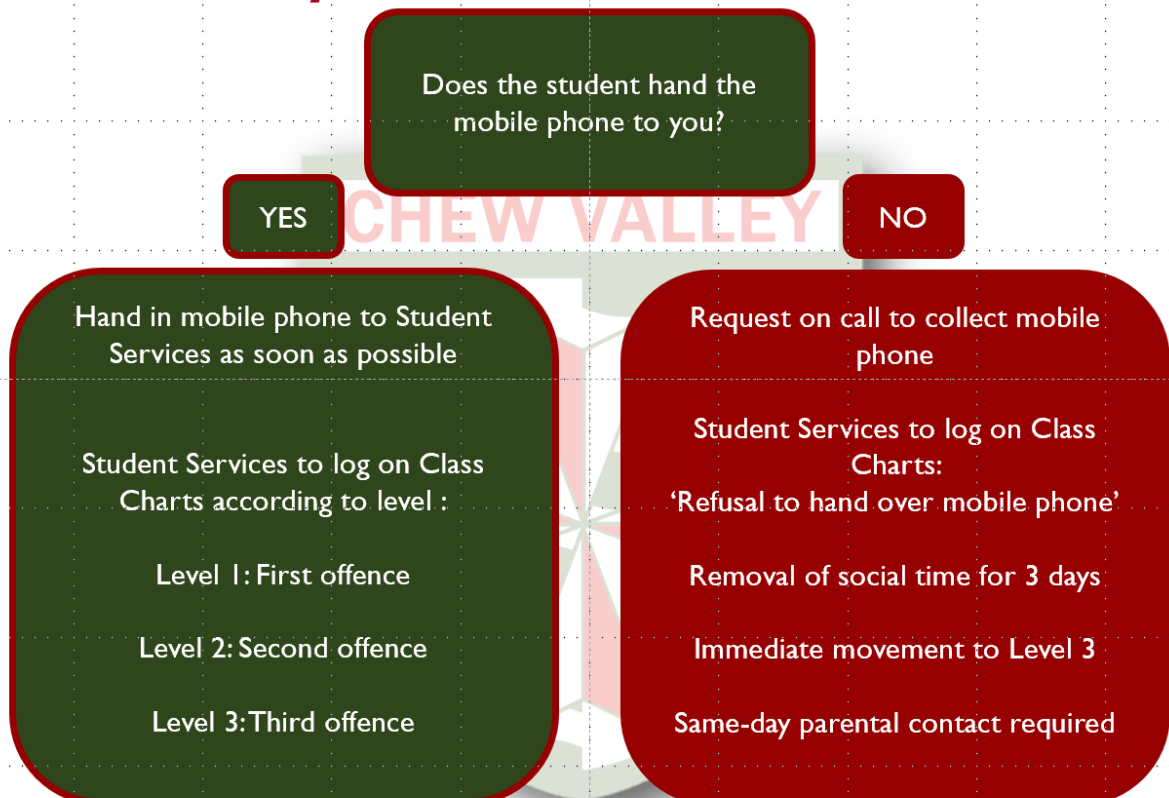 Does the student hand the
mobile phone to you?
YES
CHEW VALLEY
NO
Hand in mobile phone to Student
Services as soon as possible
Student Services to log on Class
Charts according to level :
Level 1: First offence
Level 2: Second offence
Level 3: Third offence
Request on call to collect mobile
phone
Student Services to log on Class
Charts:
‘Refusal to hand over mobile phone’
Removal of social time for 3 days
Immediate movement to Level 3
Same-day parental contact required